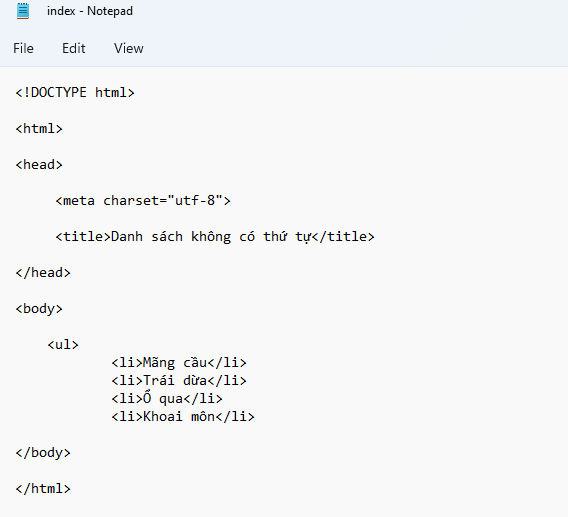 index - Notepad
File Edit View
<!DOCTYPE html>
<html>
<head>
<meta charset="utf-8">
<title>Danh sách không có thứ tự</title>
</head>
<body>
<ul>
<li>Mãng cầu</li>
<li>Trái dừa</li>
<li>Ổ qua</li>
<li>Khoai môn</li>
</body>
</html>